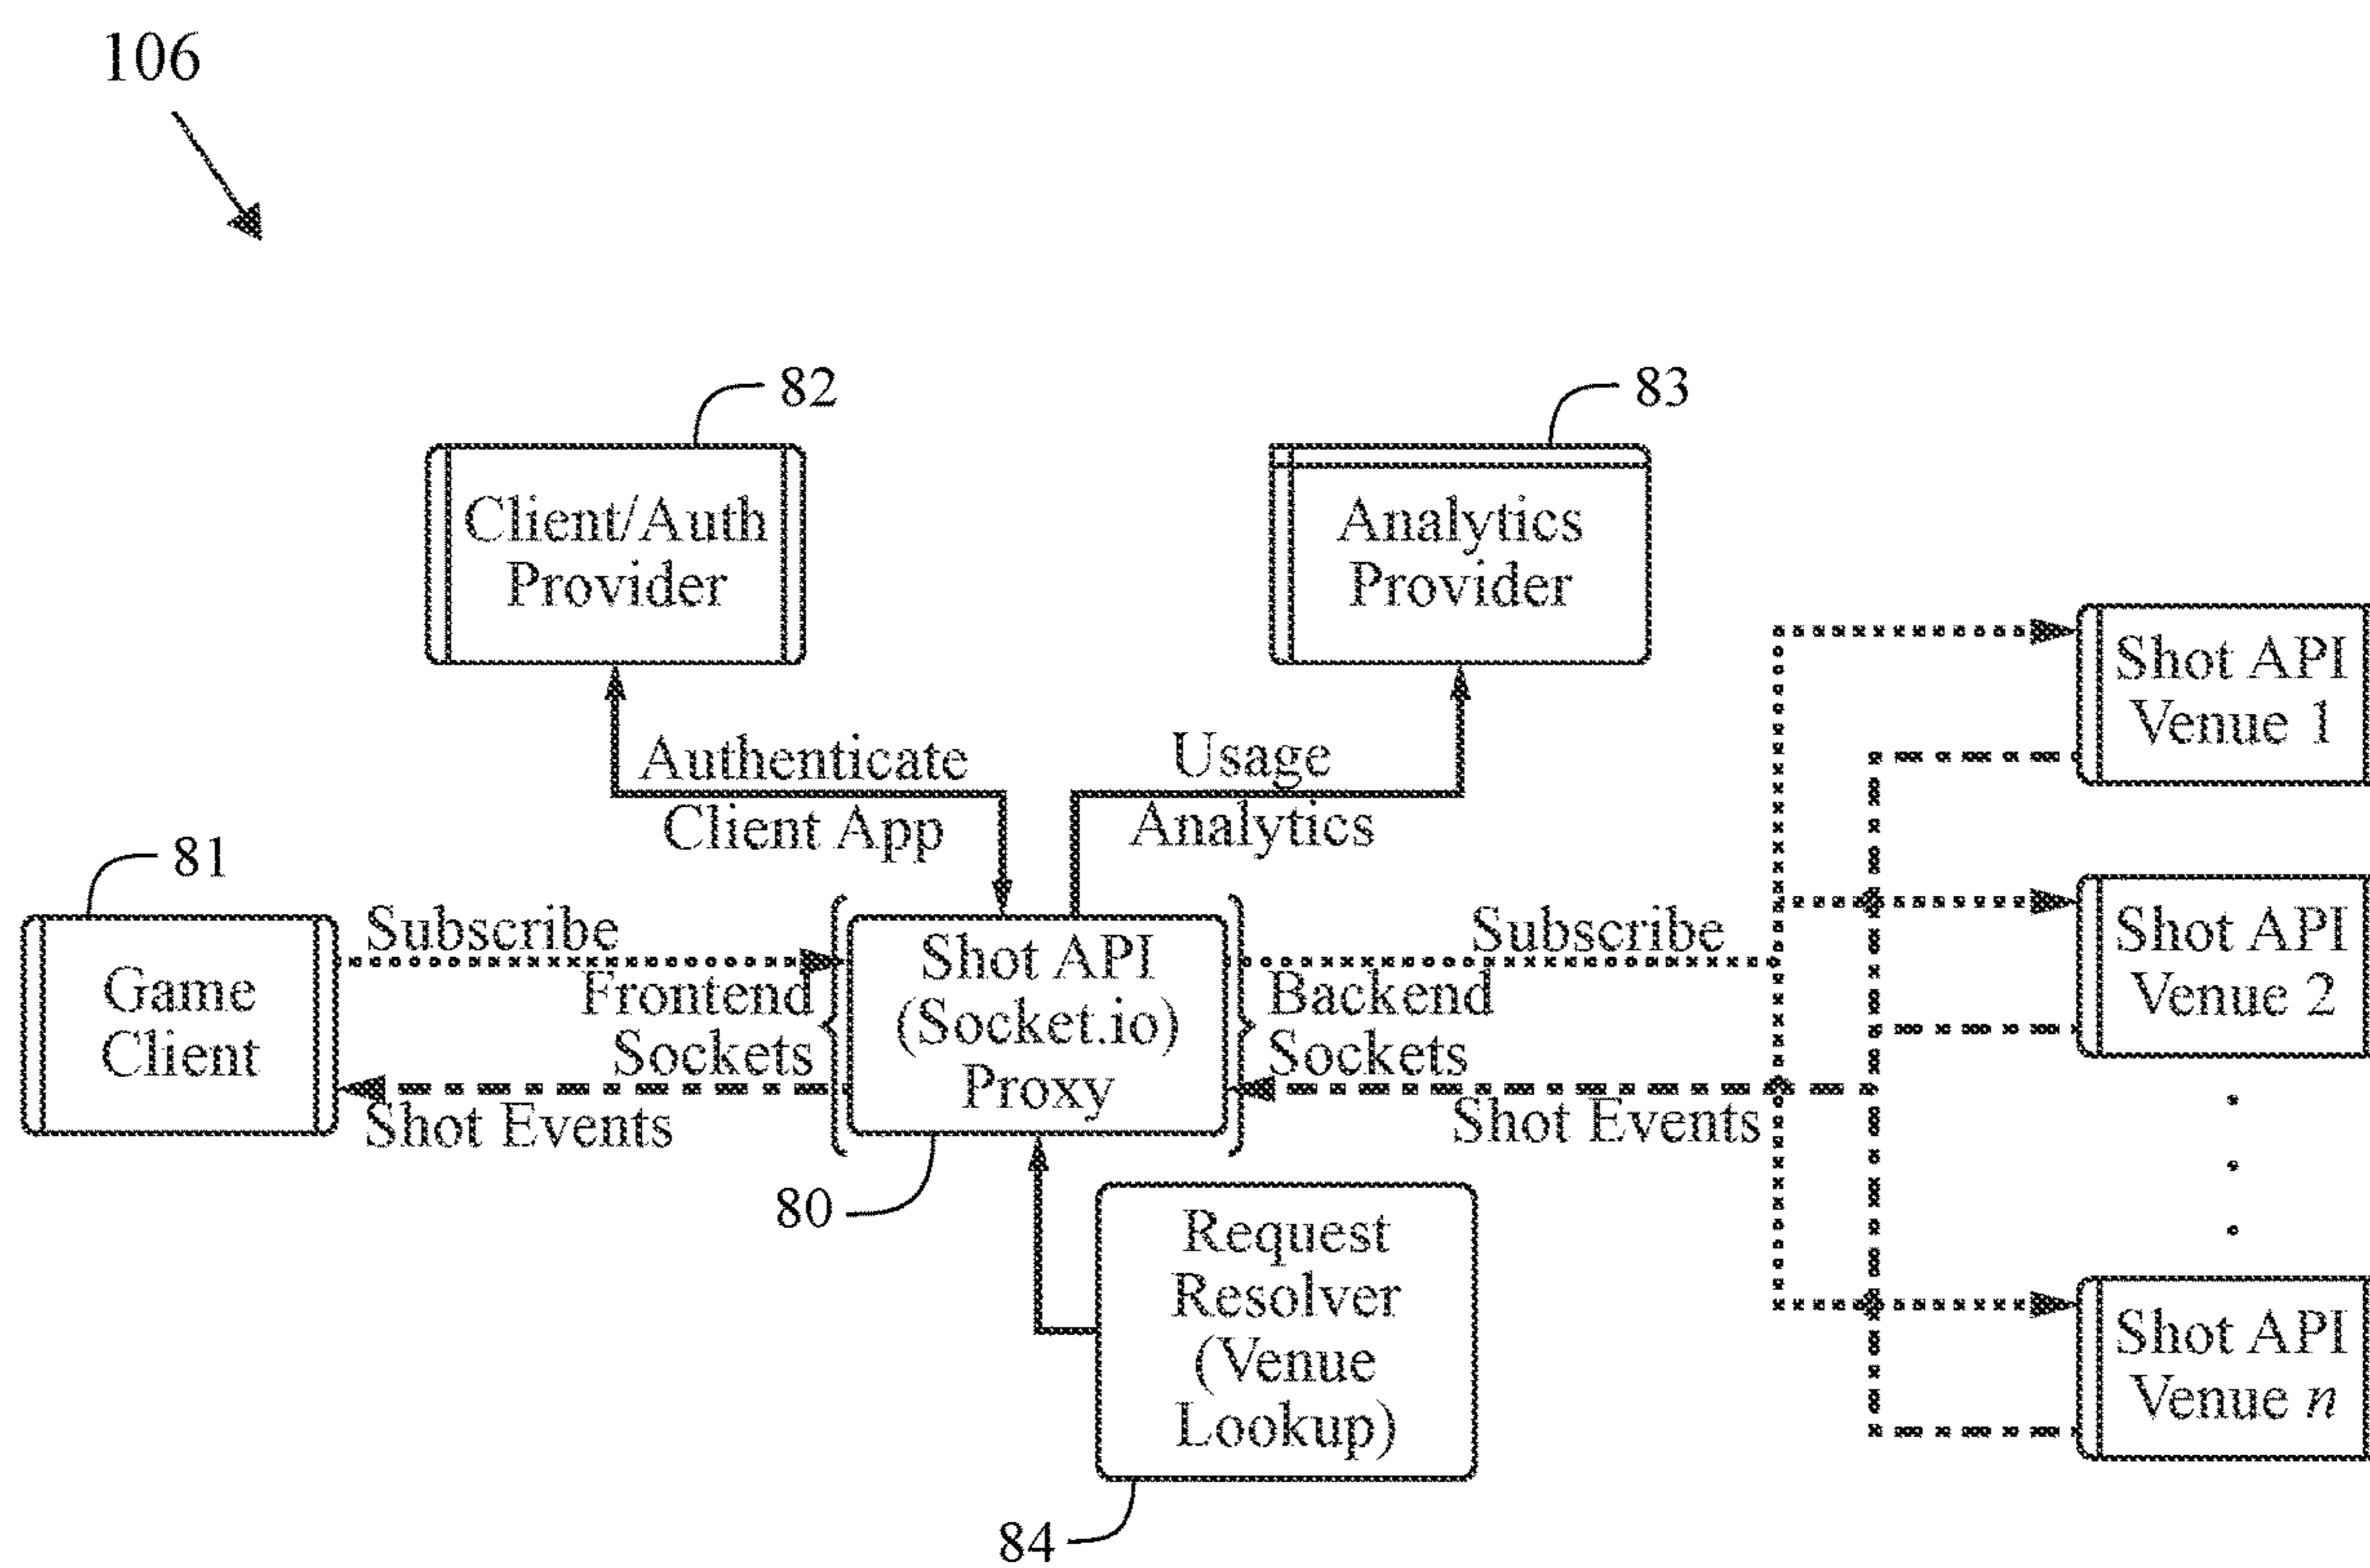 106
82
83
Client/Auth
Provider
Analytics
Provider
Shot API
Venue 1
Authenticate
Client App
Usage
Analytics
81
Game
Client
Subscribe
Frontend
Sockets
Shot Events
Shot API
(Socket.io)
Proxy
Subscribe
Backend
Sockets
Shot Events
Shot API
Venue 2
80
Request
Resolver
(Venue
Lookup)
84
Shot API
Venue n